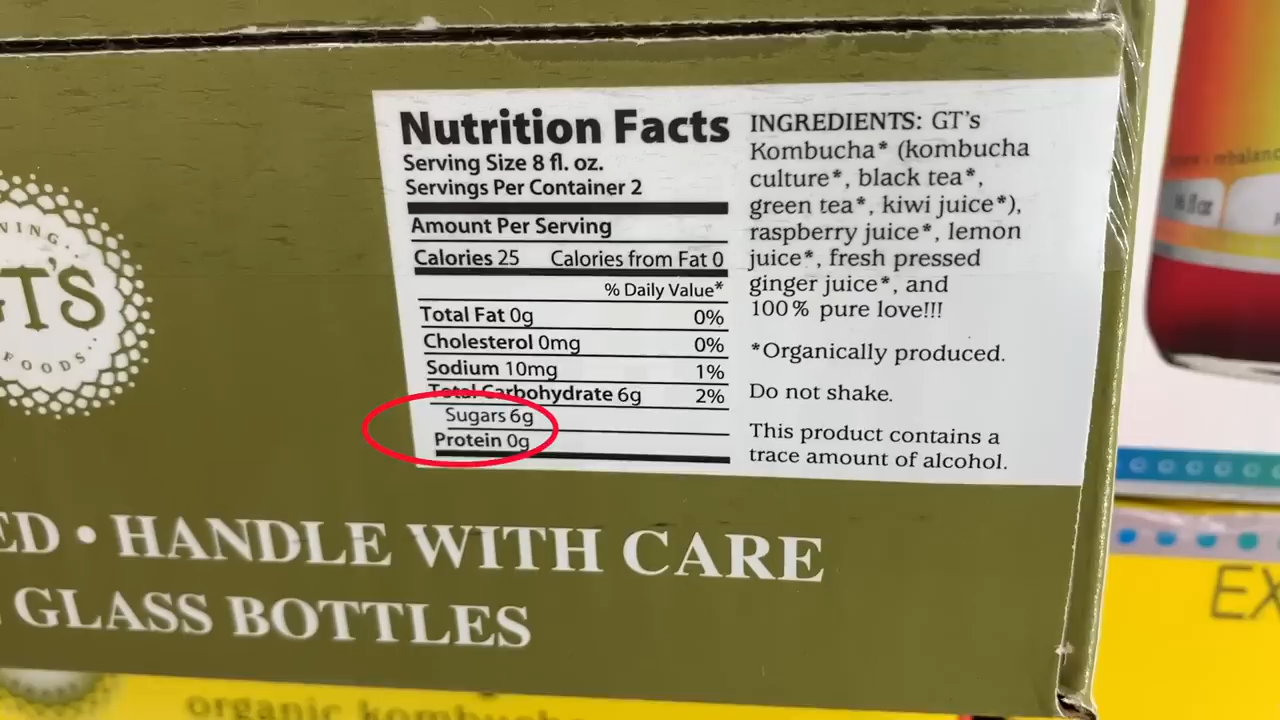 VING
GT'S
FOODS
Nutrition Facts
Serving Size 8 fl. oz.
Servings Per Container 2
Amount Per Serving
Calories 25 Calories from Fat 0
% Daily Value*
Total Fat 0g 0%
Cholesterol 0mg 0%
Sodium 10mg 1%
Total Carbohydrate 6g 2%
Sugars 6g
Protein 0g
INGREDIENTS: GT's
Kombucha* (kombucha
culture*, black tea*,
green tea*, kiwi juice*),
raspberry juice*, lemon
juice*, fresh pressed
ginger juice*, and
100% pure love!!!
*Organically produced.
Do not shake.
This product contains a
trace amount of alcohol.
ED • HANDLE WITH CARE
GLASS BOTTLES
organic kombucha
EX